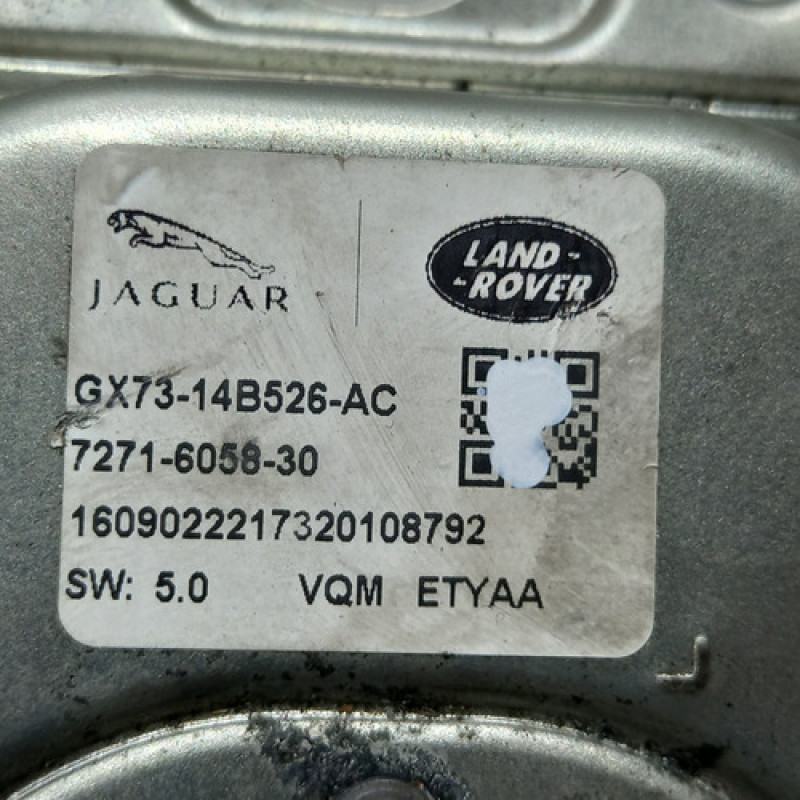 JAGUAR
LAND-
-ROVER
GX73-14B526-AC
7271-6058-30
1609022217320108792
SW: 5.0 VQM ETYAA
L